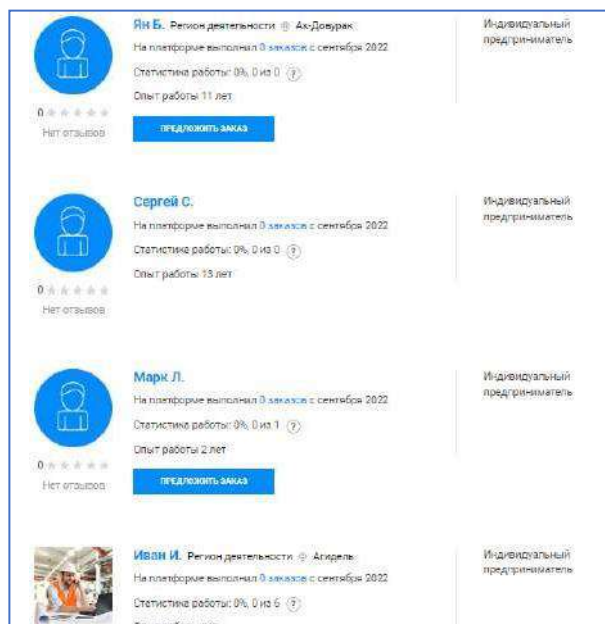 Ян Б. Регион деятельности Ак-Довурак
Индивидуальный
предприниматель
На платформе выполнил 0 заказов с сентября 2022
Статистика работы: 0%, 0 из 0 ?
Опыт работы 11 лет
0
Нет отзывов
ПРЕДЛОЖИТЬ ЗАКАЗ
Сергей С.
Индивидуальный
предприниматель
На платформе выполнил 0 заказов с сентября 2022
Статистика работы: 0%, 0 из 0 ?
Опыт работы 13 лет
0
Нет отзывов
Марк Л.
Индивидуальный
предприниматель
На платформе выполнил 0 заказов с сентября 2022
Статистика работы: 0%, 0 из 1 ?
Опыт работы 2 лет
0
Нет отзывов
ПРЕДЛОЖИТЬ ЗАКАЗ
Иван И. Регион деятельности Агидель
Индивидуальный
предприниматель
На платформе выполнил 0 заказов с сентября 2022
Статистика работы: 0%, 0 из 6 ?